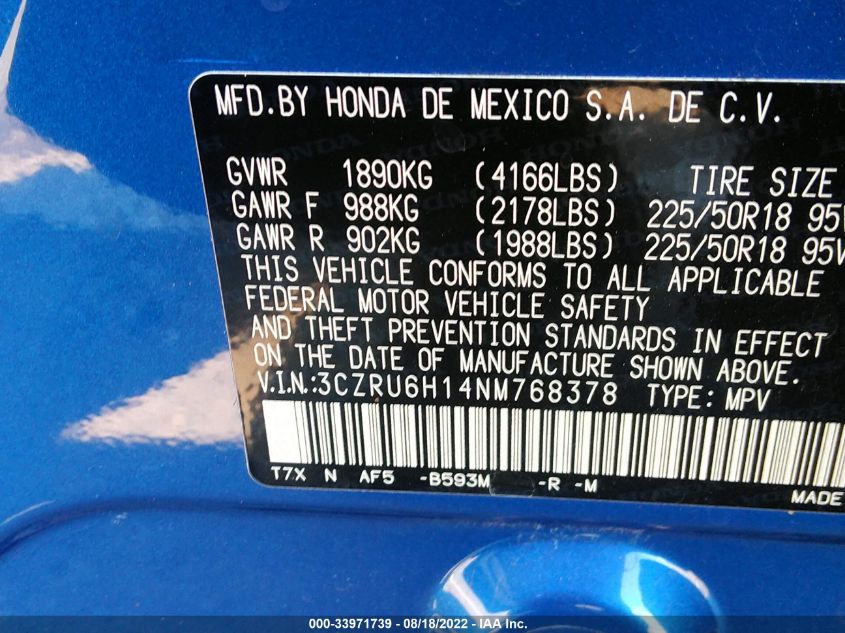 MFD.BY HONDA DE MEXICO S.A. DE C.V.
GVWR 1890KG (4166LBS) TIRE SIZE
GAWR F 988KG (2178LBS) 225/50R18 95V
GAWR R 902KG (1988LBS) 225/50R18 95V
THIS VEHICLE CONFORMS TO ALL APPLICABLE
FEDERAL MOTOR VEHICLE SAFETY
AND THEFT PREVENTION STANDARDS IN EFFECT
ON THE DATE OF MANUFACTURE SHOWN ABOVE.
V.I.N.:3CZRU6H14NM768378 TYPE: MPV
T7X N AF5 -B593M -R -M
MADE
000-33971739 - 08/18/2022 - IAA Inc.